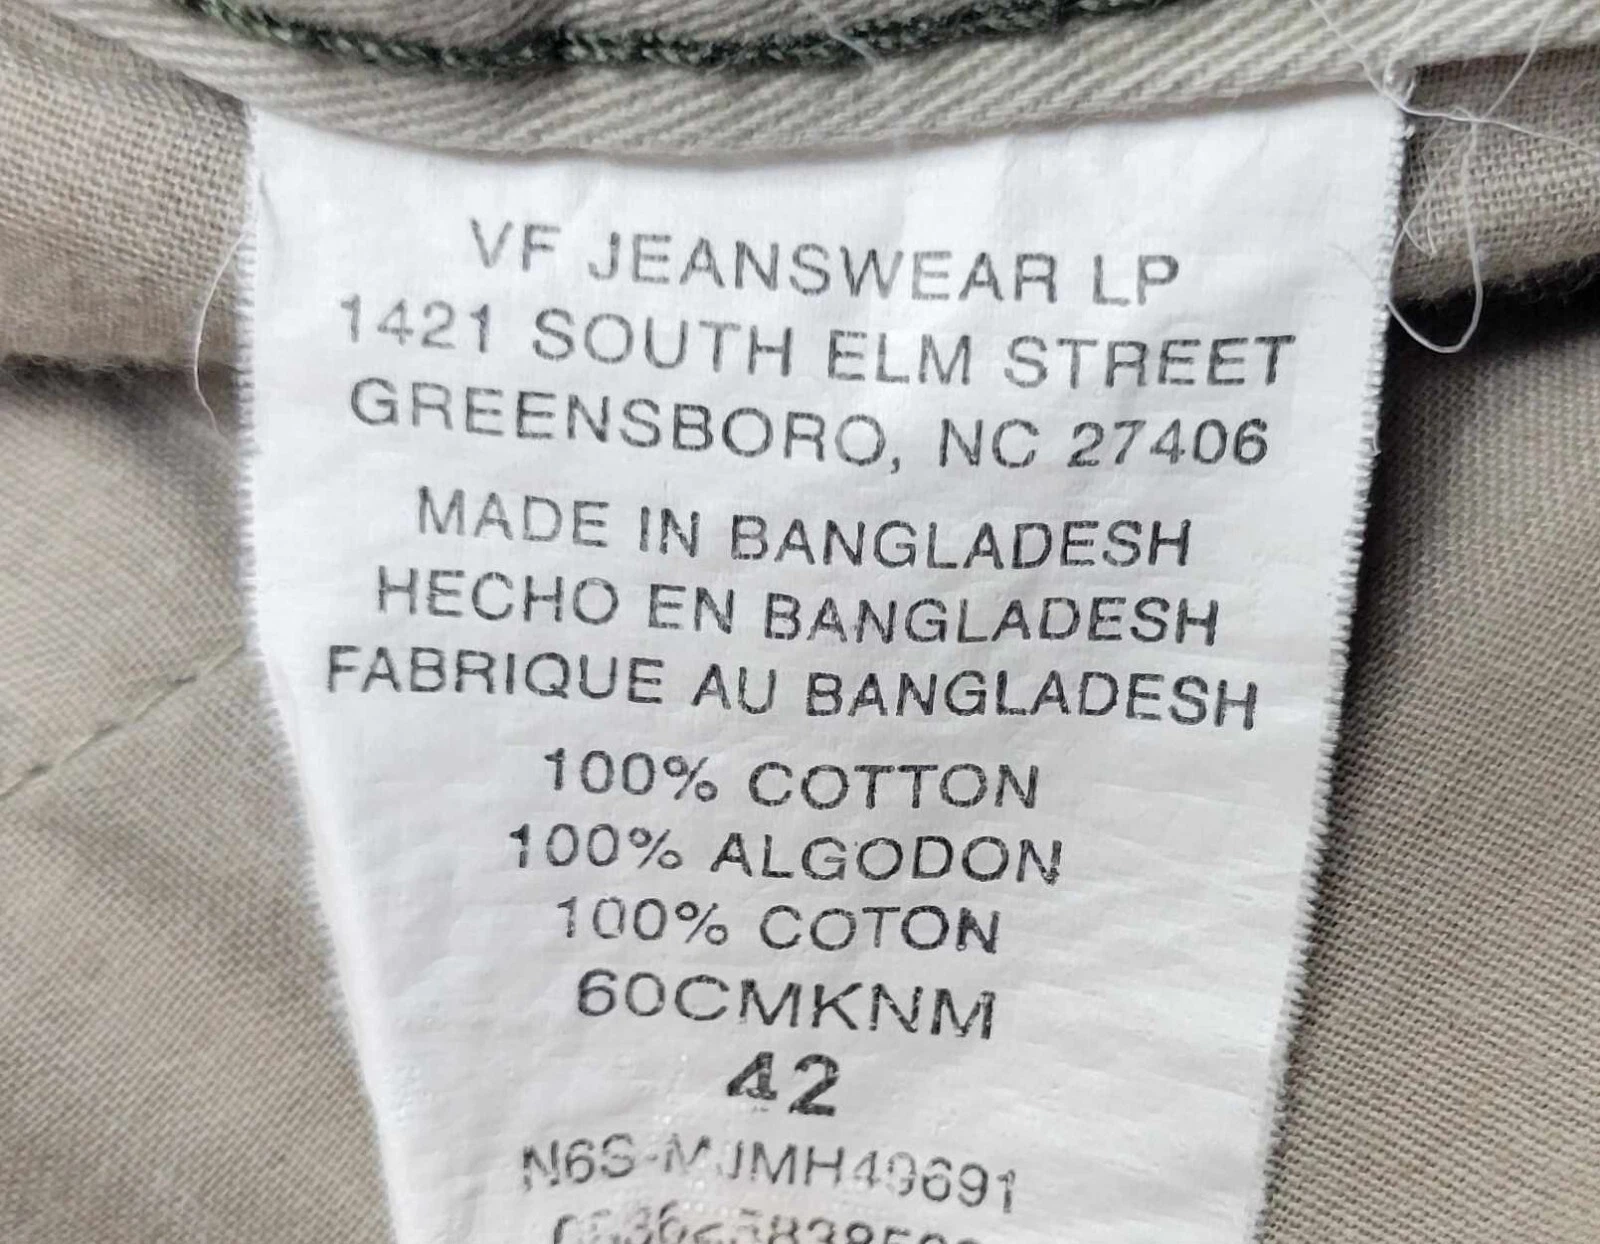 VF JEANSWEAR LP
1421 SOUTH ELM STREET
GREENSBORO, NC 27406
MADE IN BANGLADESH
HECHO EN BANGLADESH
FABRIQUE AU BANGLADESH
100% COTTON
100% ALGODON
100% COTON
60CMKNM
42
N6S-MJMH49691